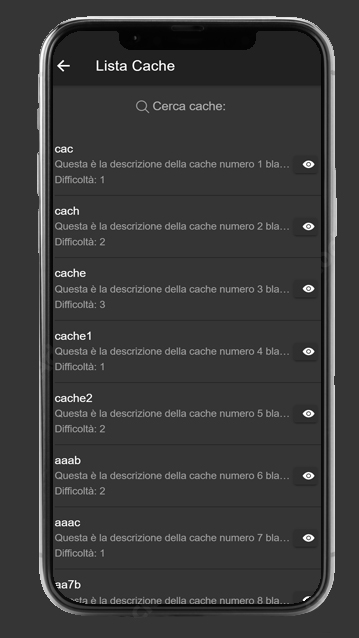 Lista Cache
Cerca cache:
cac
Questa è la descrizione della cache numero 1 bla...
Difficoltà: 1
cach
Questa è la descrizione della cache numero 2 bla...
Difficoltà: 2
cache
Questa è la descrizione della cache numero 3 bla...
Difficoltà: 3
cache1
Questa è la descrizione della cache numero 4 bla...
Difficoltà: 1
cache2
Questa è la descrizione della cache numero 5 bla...
Difficoltà: 2
aaab
Questa è la descrizione della cache numero 6 bla...
Difficoltà: 2
aaac
Questa è la descrizione della cache numero 7 bla...
Difficoltà: 1
aa7b
Questa è la descrizione della cache numero 8 bla...